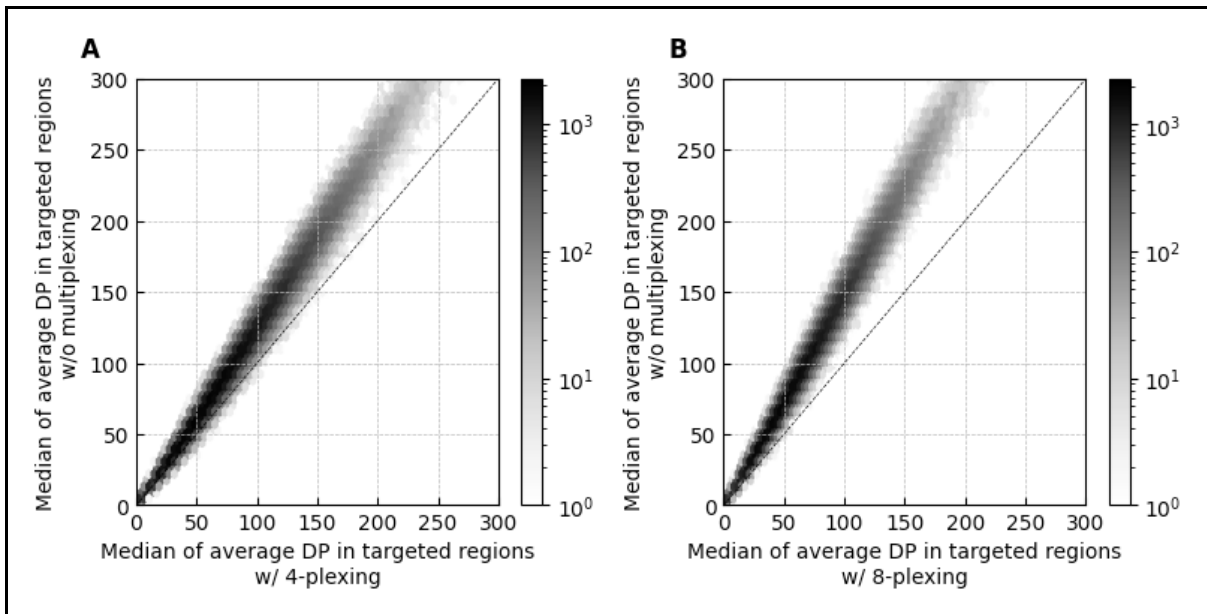 A
Median of average DP in targeted regions
w/o multiplexing
300
250
200
150
100
50
0
0 50 100 150 200 250 300
Median of average DP in targeted regions
w/ 4-plexing
10³
10²
10¹
10⁰
B
Median of average DP in targeted regions
w/o multiplexing
300
250
200
150
100
50
0
0 50 100 150 200 250 300
Median of average DP in targeted regions
w/ 8-plexing
10³
10²
10¹
10⁰